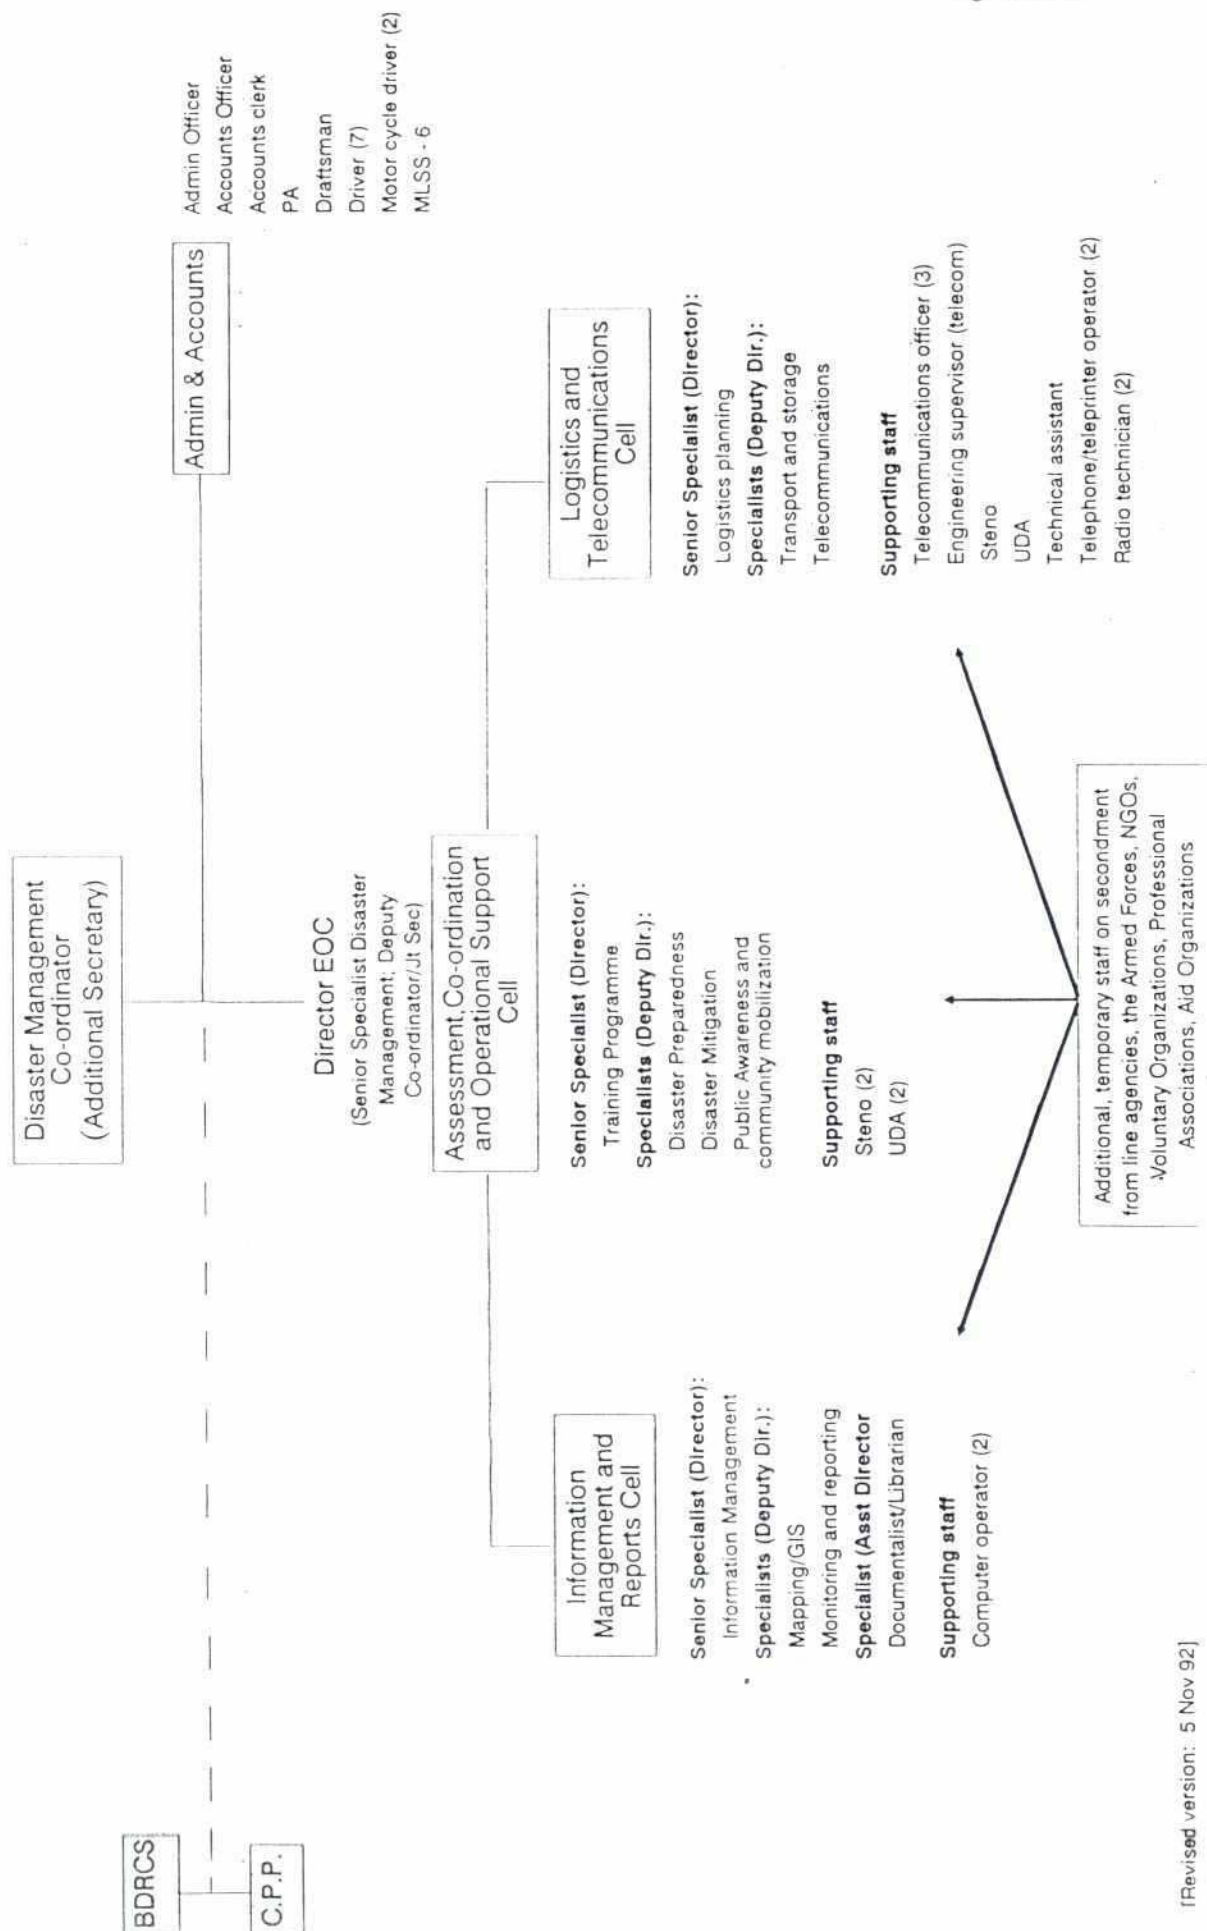 Disaster Management
Co-ordinator
(Additional Secretary)
BDRCS
C.P.P.
Admin & Accounts
Admin Officer
Accounts Officer
Accounts clerk
PA
Draftsman
Driver (7)
Motor cycle driver (2)
MLSS - 6
Director EOC
(Senior Specialist Disaster
Management; Deputy
Co-ordinator/Jt Sec)
Information
Management and
Reports Cell
Senior Specialist (Director):
Information Management
Specialists (Deputy Dir.):
Mapping/GIS
Monitoring and reporting
Specialist (Asst Director
Documentalist/Librarian
Supporting staff
Computer operator (2)
Assessment, Co-ordination
and Operational Support
Cell
Senior Specialist (Director):
Training Programme
Specialists (Deputy Dir.):
Disaster Preparedness
Disaster Mitigation
Public Awareness and
community mobilization
Supporting staff
Steno (2)
UDA (2)
Logistics and
Telecommunications
Cell
Senior Specialist (Director):
Logistics planning
Specialists (Deputy Dir.):
Transport and storage
Telecommunications
Supporting staff
Telecommunications officer (3)
Engineering supervisor (telecom)
Steno
UDA
Technical assistant
Telephone/teleprinter operator (2)
Radio technician (2)
Additional, temporary staff on secondment
from line agencies, the Armed Forces, NGOs,
Voluntary Organizations, Professional
Associations, Aid Organizations
[Revised version: 5 Nov 92]